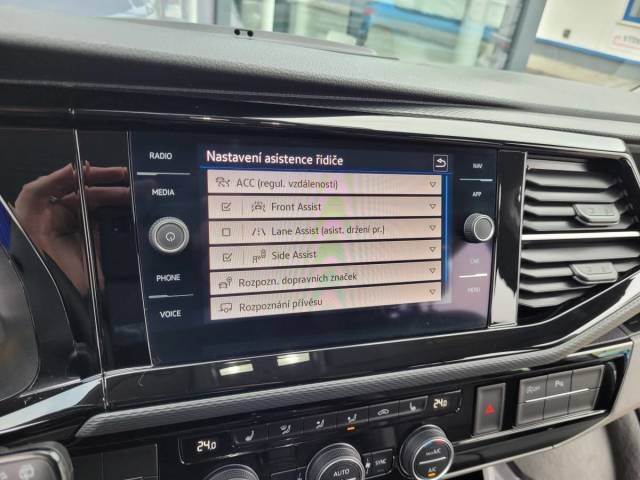 RADIO
MEDIA
PHONE
VOICE
Nastavení asistence řidiče
ACC (regul. vzdálenosti)
Front Assist
Lane Assist (asist. držení pr.)
Side Assist
Rozpozn. dopravních značek
Rozpoznání přívěsu
NAV
APP
CAR
MENU
24.0
24.0
AUTO
SYNC
A/C